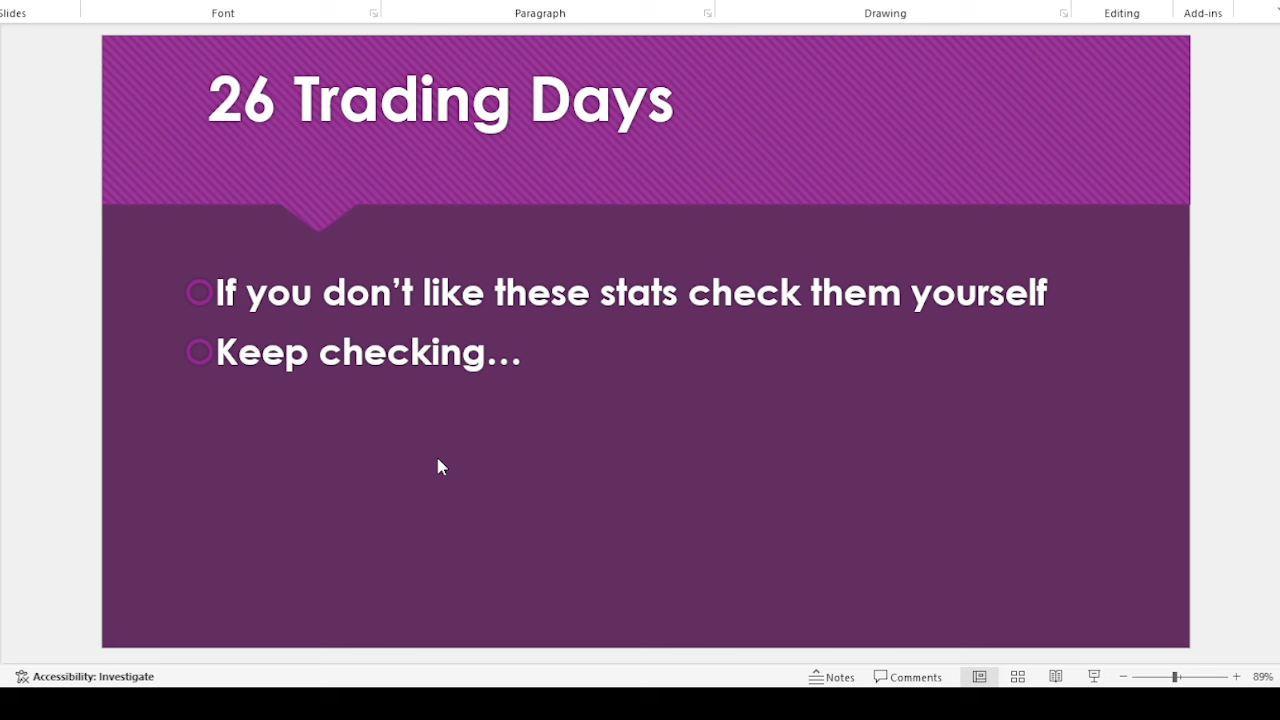 Slides
Font
Paragraph
Drawing
Editing
Add-ins
26 Trading Days
If you don’t like these stats check them yourself
Keep checking…
Accessibility: Investigate
Notes
Comments
89%